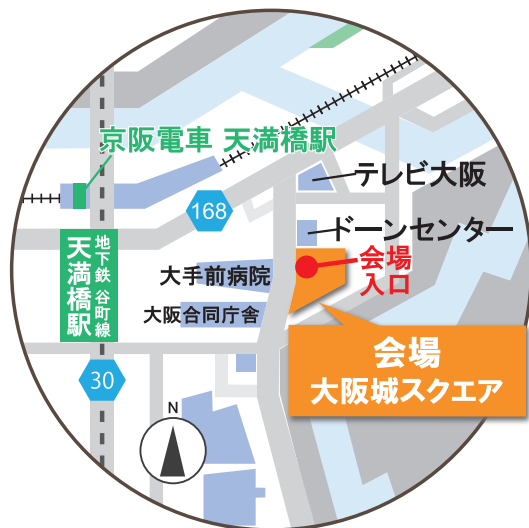 京阪電車 天満橋駅
テレビ大阪
168
ドーンセンター
地下鉄 谷町線
天満橋駅
会場
入口
大手前病院
大阪合同庁舎
会場
大阪城スクエア
30
N